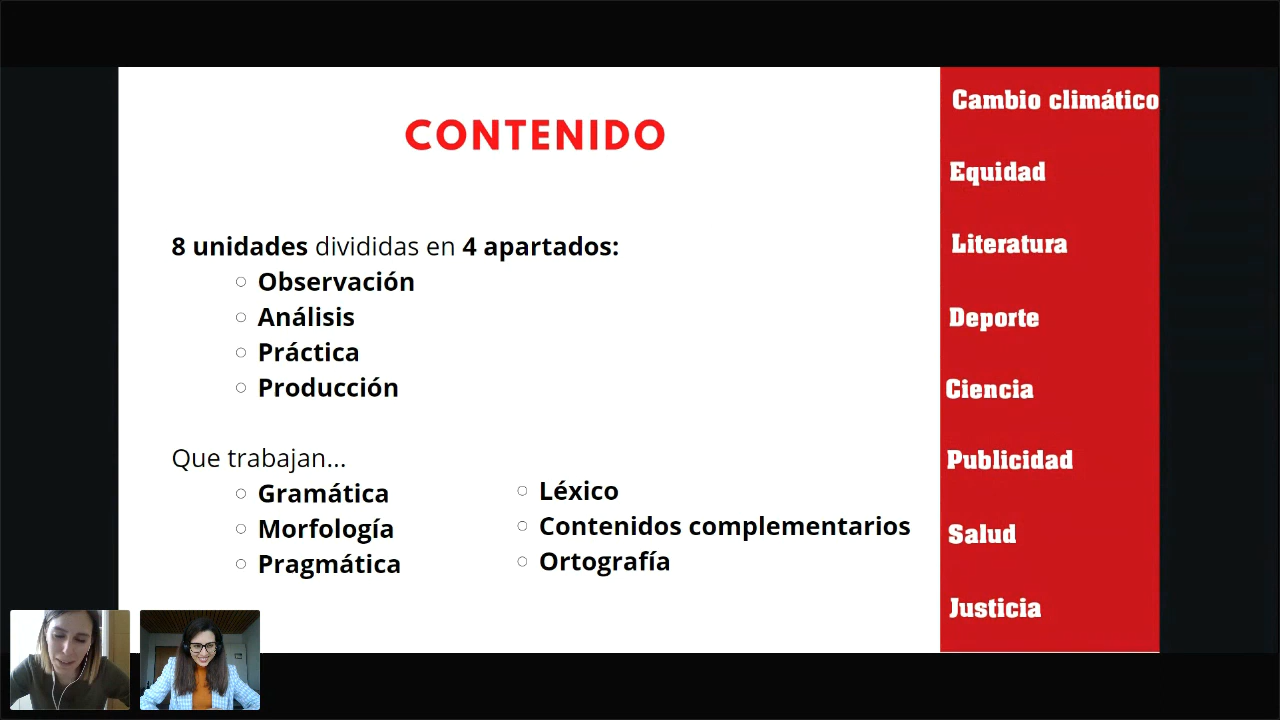 CONTENIDO
8 unidades divididas en 4 apartados:
Observación
Análisis
Práctica
Producción
Que trabajan...
Gramática
Morfología
Pragmática
Léxico
Contenidos complementarios
Ortografía
Cambio climático
Equidad
Literatura
Deporte
Ciencia
Publicidad
Salud
Justicia